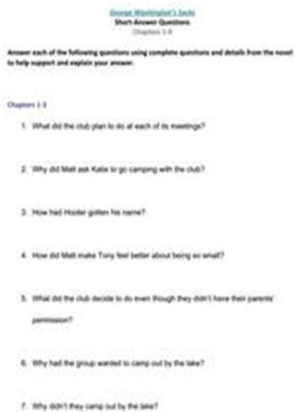 George Washington's Socks
Short-Answer Questions
Chapters 1-9
Answer each of the following questions using complete questions and details from the novel
to help support and explain your answer.
Chapters 1-3
1. What did the club plan to do at each of its meetings?
2. Why did Matt ask Katie to go camping with the club?
3. How had Hooter gotten his name?
4. How did Matt make Tony feel better about being so small?
5. What did the club decide to do even though they didn't have their parents'
permission?
6. Why had the group wanted to camp out by the lake?
7. Why didn't they camp out by the lake?